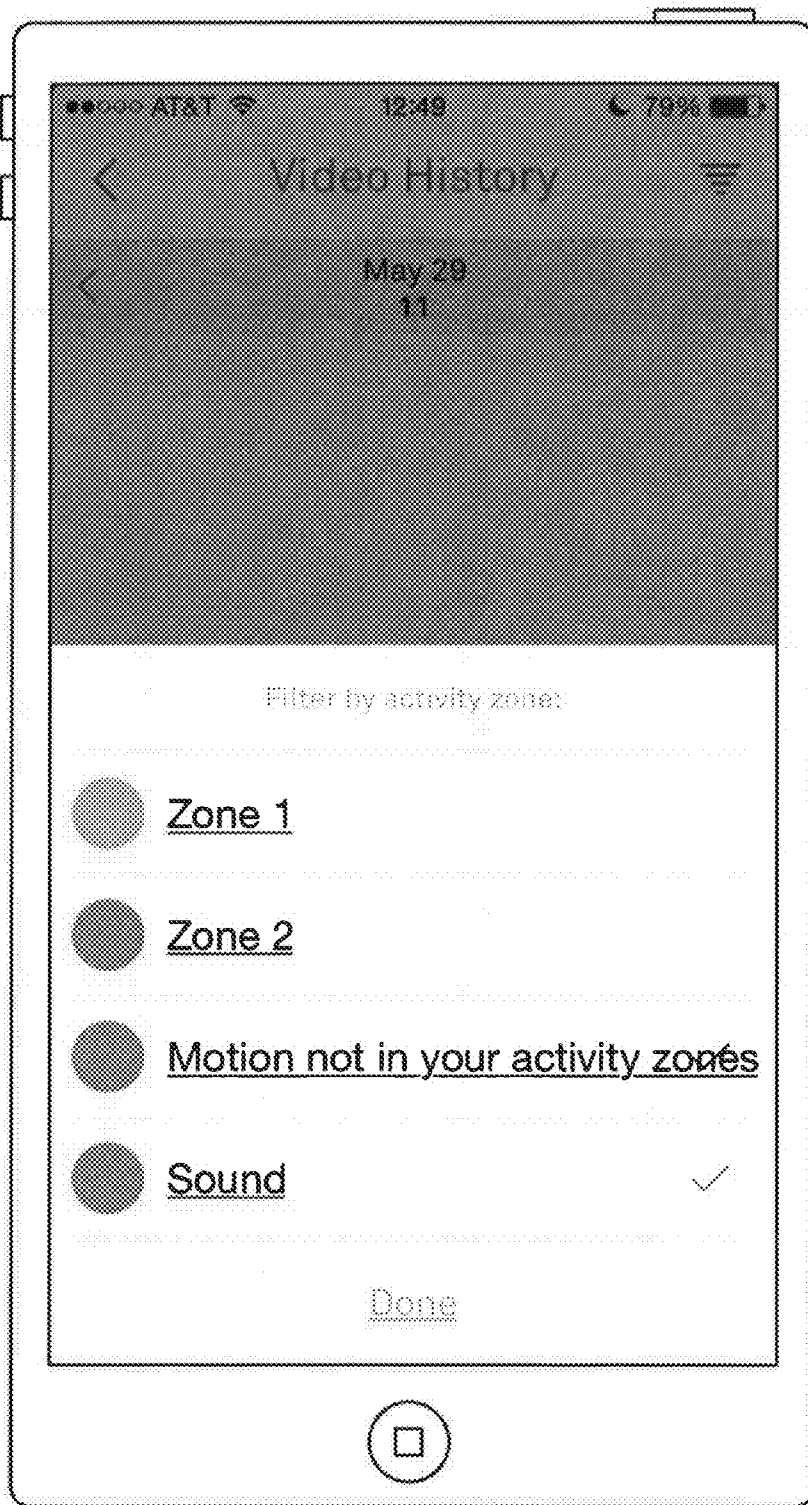 AT&T 12:49 79%
Video History
May 29
11
Filter by activity zone:
Zone 1
Zone 2
Motion not in your activity zones
Sound
Done